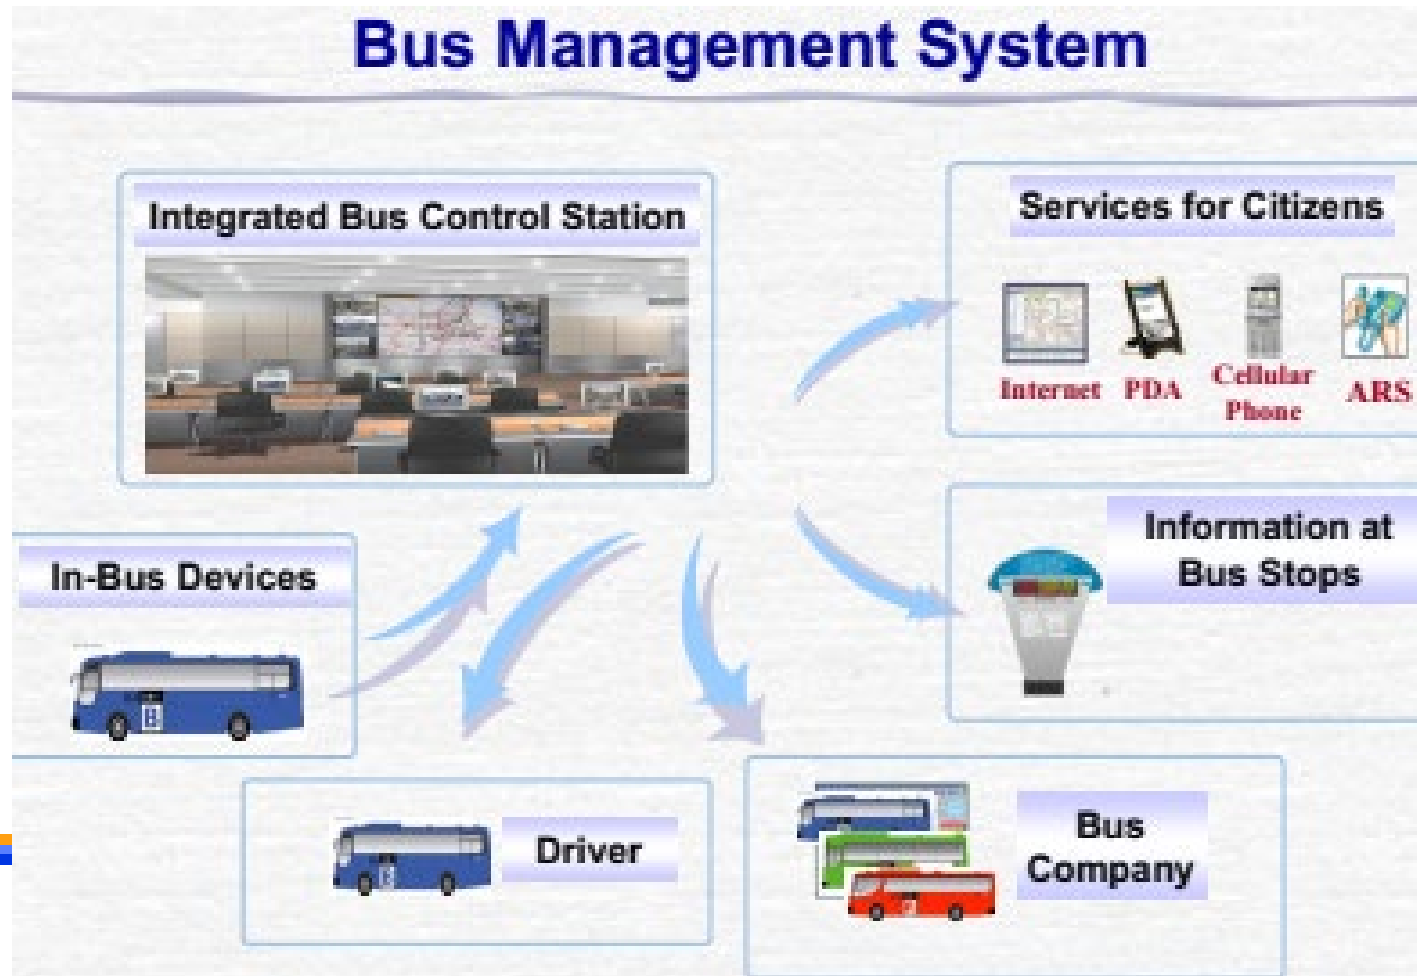 Bus Management System
Integrated Bus Control Station
Services for Citizens
Internet PDA Cellular Phone ARS
In-Bus Devices
Information at
Bus Stops
Driver
Bus
Company